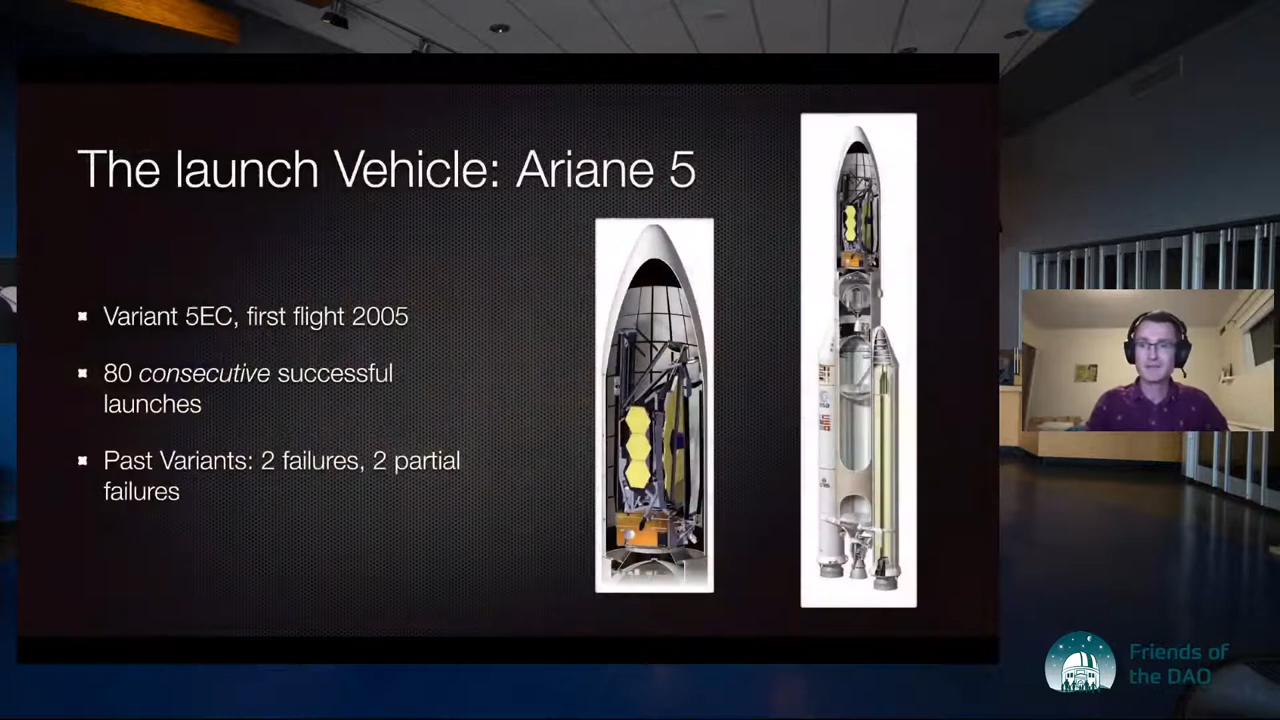 The launch Vehicle: Ariane 5
Variant 5EC, first flight 2005
80 consecutive successful
launches
Past Variants: 2 failures, 2 partial
failures
Friends of
the DAO